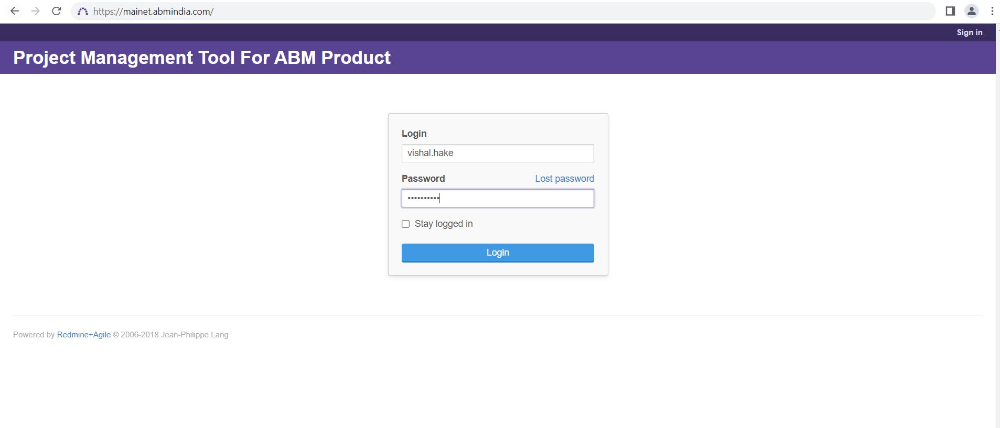 https://mainet.abmindia.com/
Sign in
Project Management Tool For ABM Product
Login
vishal.hake
Password Lost password
••••••••••
Stay logged in
Login
Powered by Redmine+Agile © 2006-2018 Jean-Philippe Lang